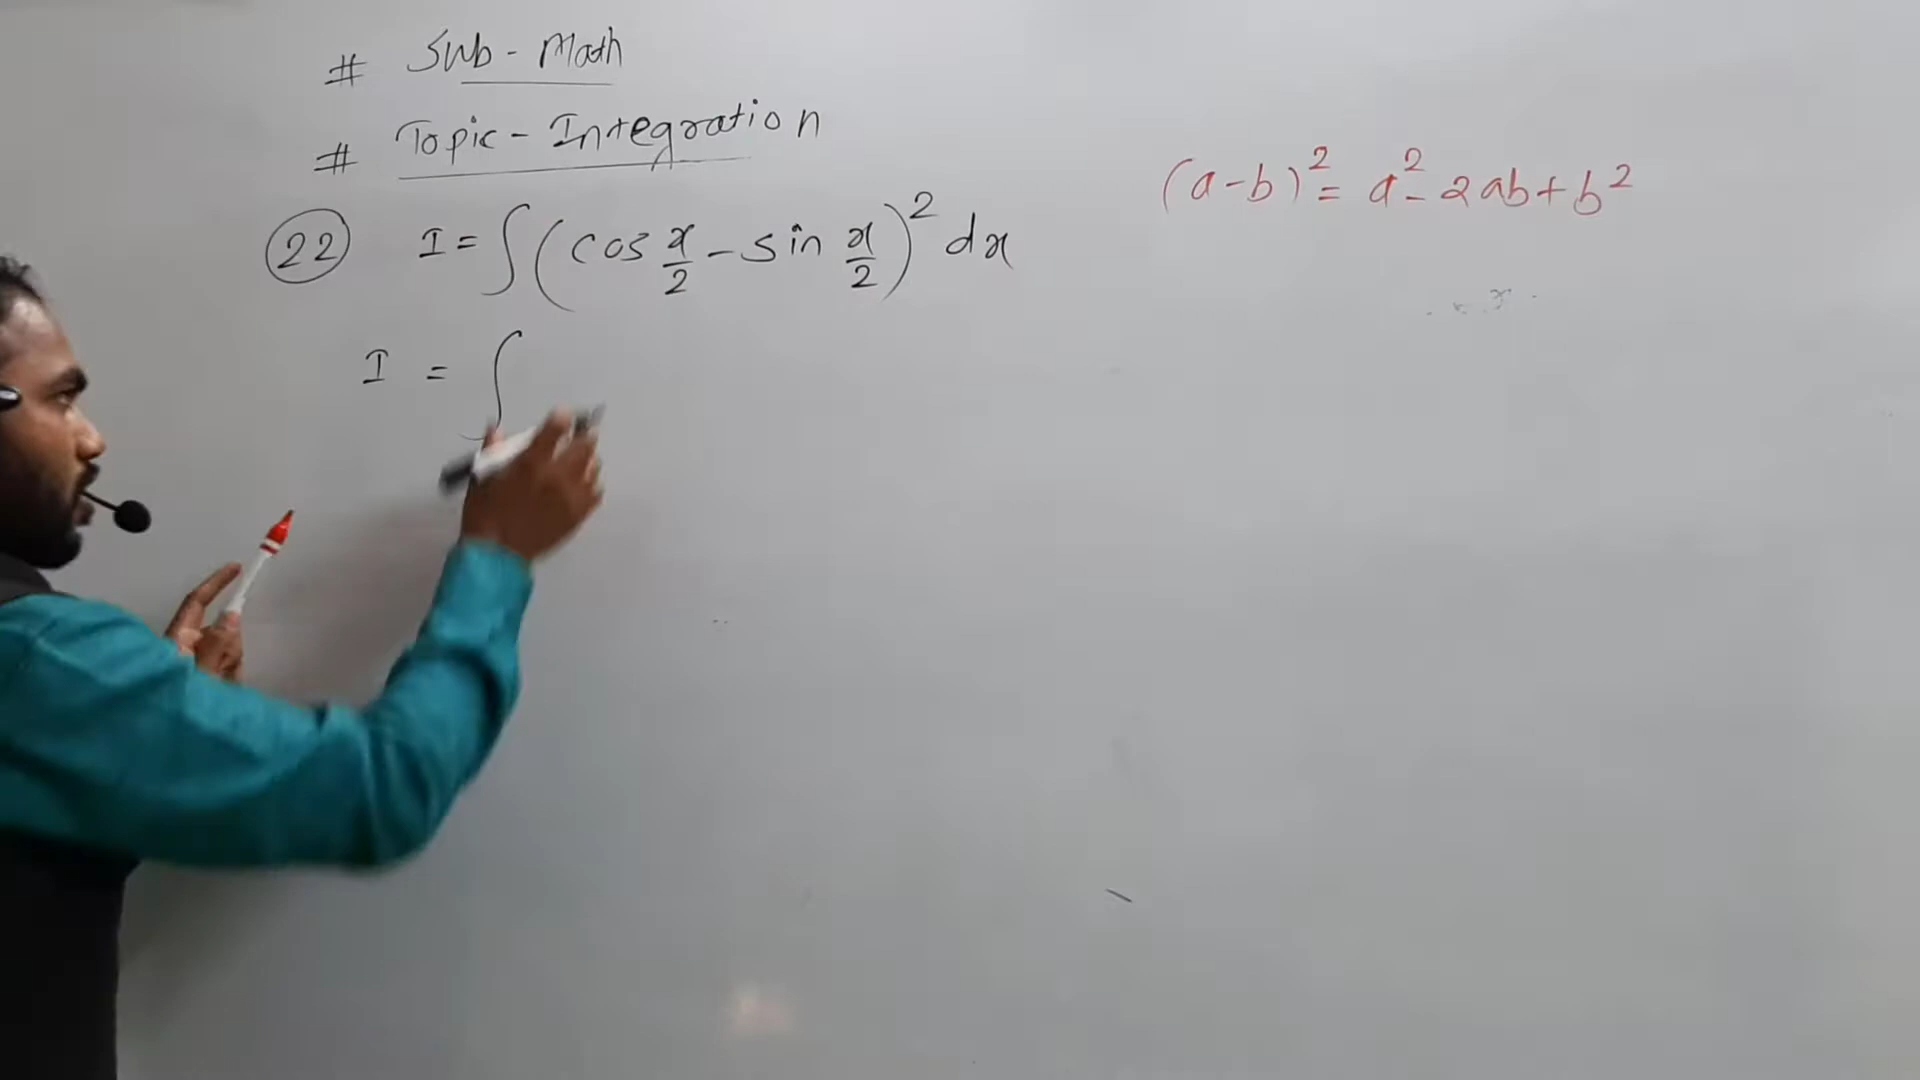 # Sub - Math
# Topic - Integration
(a-b)² = a² - 2ab + b²
(22) I = ∫ (cos x/2 - sin x/2)² dx
I = ∫